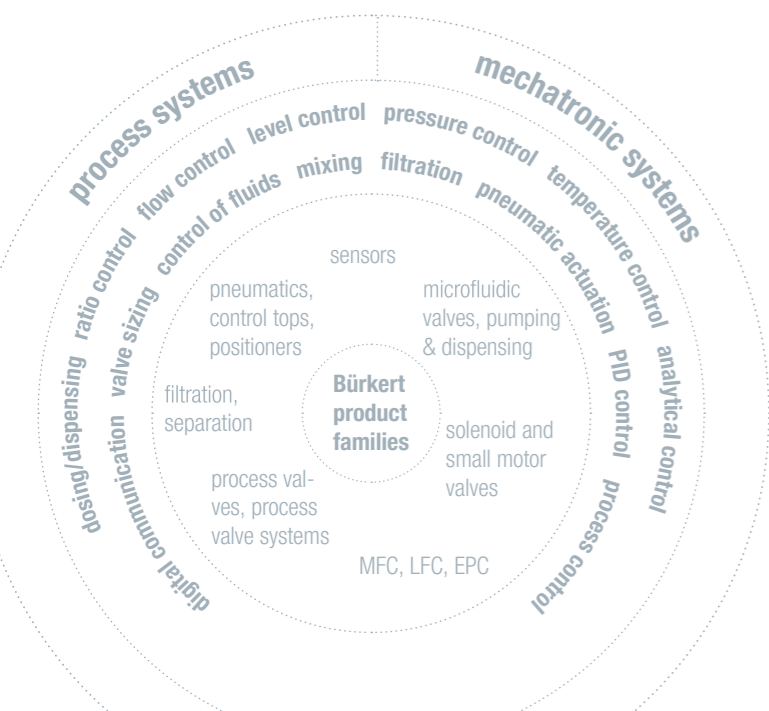 process systems
mechatronic systems
dosing/dispensing ratio control flow control level control pressure control temperature control analytical control
digital communication valve sizing control of fluids mixing filtration pneumatic actuation PID control process control
sensors
pneumatics,
control tops,
positioners
microfluidic
valves, pumping
& dispensing
filtration,
separation
Bürkert
product
families
solenoid and
small motor
valves
process val-
ves, process
valve systems
MFC, LFC, EPC